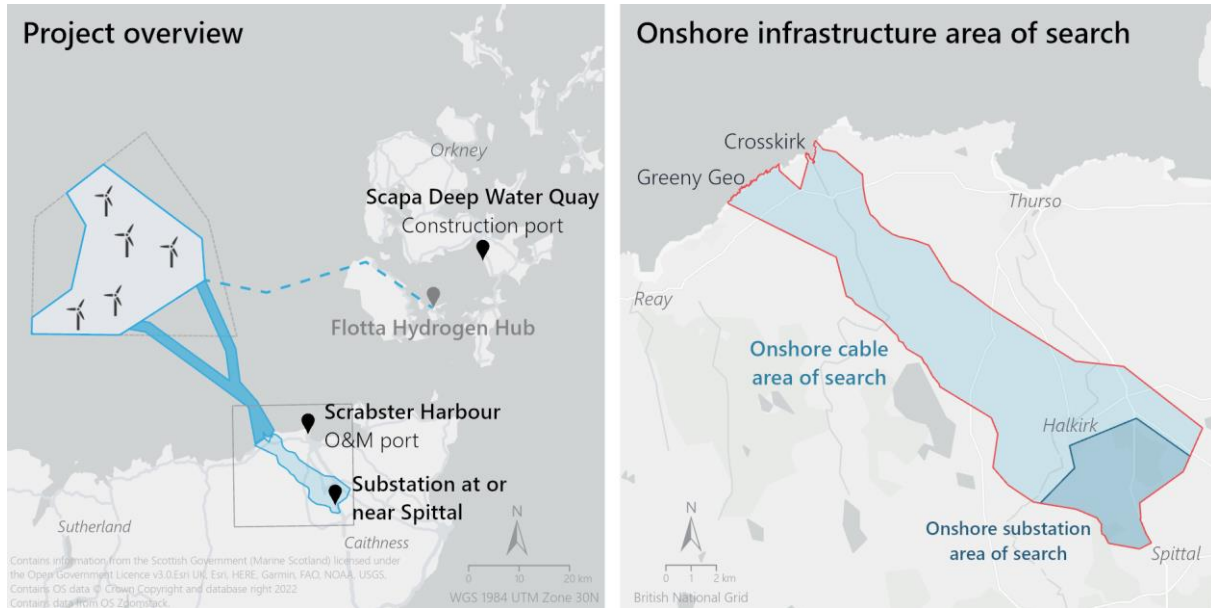 Project overview
Orkney
Scapa Deep Water Quay
Construction port
Flotta Hydrogen Hub
Scrabster Harbour
O&M port
Substation at or
near Spittal
Sutherland
Caithness
N
0 10 20 km
Contains information from the Scottish Government (Marine Scotland) licensed under
the Open Government Licence v3.0.Esri UK, Esri, HERE, Garmin, FAO, NOAA, USGS.
Contains OS data © Crown Copyright and database right 2022
Contains data from OS Zoomstack.
WGS 1984 UTM Zone 30N
Onshore infrastructure area of search
Crosskirk
Greeny Geo
Thurso
Reay
Onshore cable
area of search
Halkirk
Onshore substation
area of search
Spittal
N
0 1 2 km
British National Grid